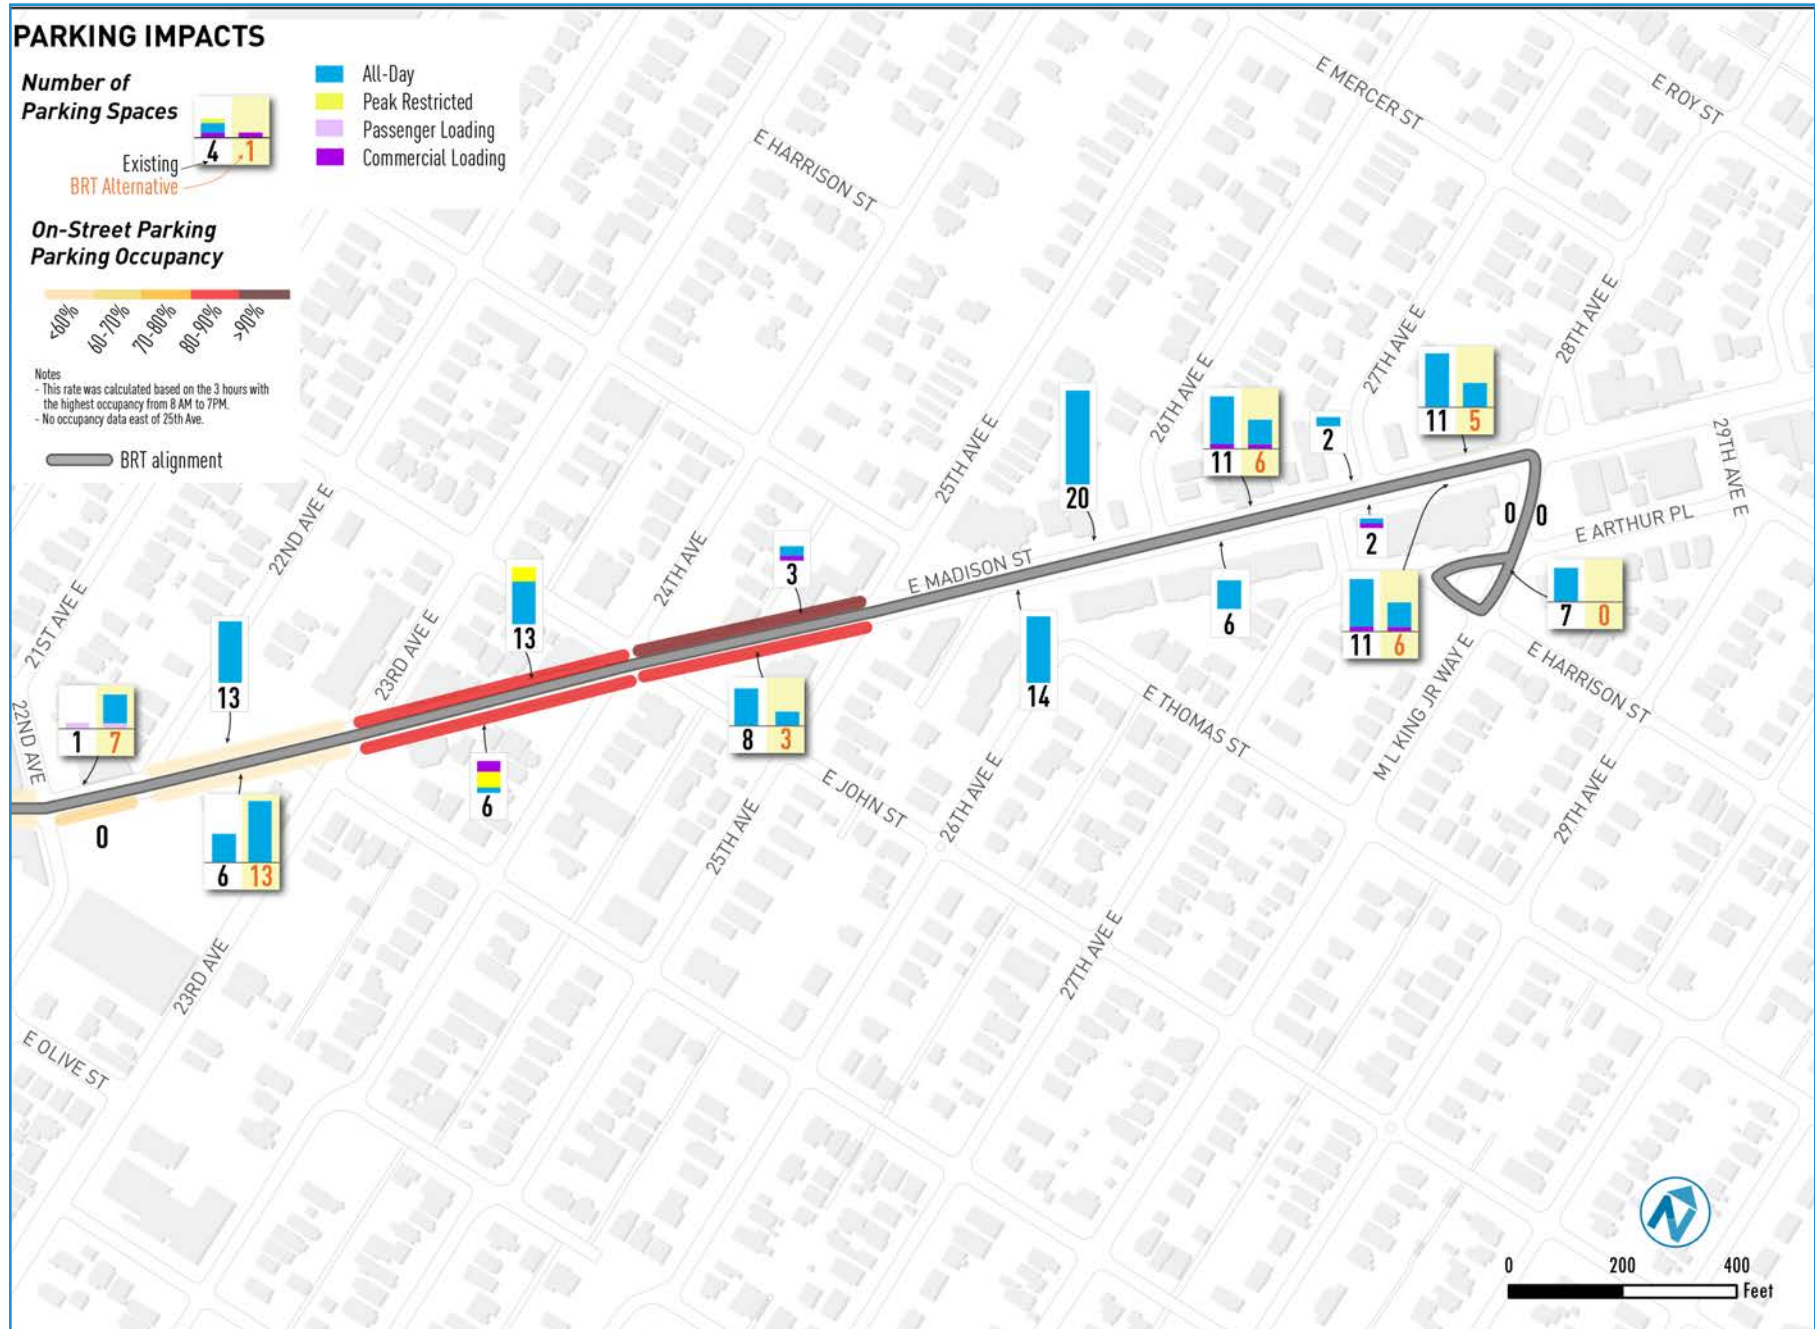 PARKING IMPACTS
Number of
Parking Spaces
4 1
Existing
BRT Alternative
All-Day
Peak Restricted
Passenger Loading
Commercial Loading
On-Street Parking
Parking Occupancy
<60%
60-70%
70-80%
80-90%
>90%
Notes
- This rate was calculated based on the 3 hours with
the highest occupancy from 8 AM to 7PM.
- No occupancy data east of 25th Ave.
BRT alignment
E HARRISON ST
E MERCER ST
E ROY ST
21ST AVE E
22ND AVE E
23RD AVE E
24TH AVE
25TH AVE E
26TH AVE E
27TH AVE E
28TH AVE E
29TH AVE E
22ND AVE
1 7
13
13
3
20
11 6
2
11 5
0
6 13
6
8 3
14
6
2
11 6
0 0
7 0
E MADISON ST
E ARTHUR PL
E HARRISON ST
E THOMAS ST
M L KING JR WAY E
E JOHN ST
23RD AVE
25TH AVE
26TH AVE E
27TH AVE E
29TH AVE E
E OLIVE ST
N
0 200 400
Feet